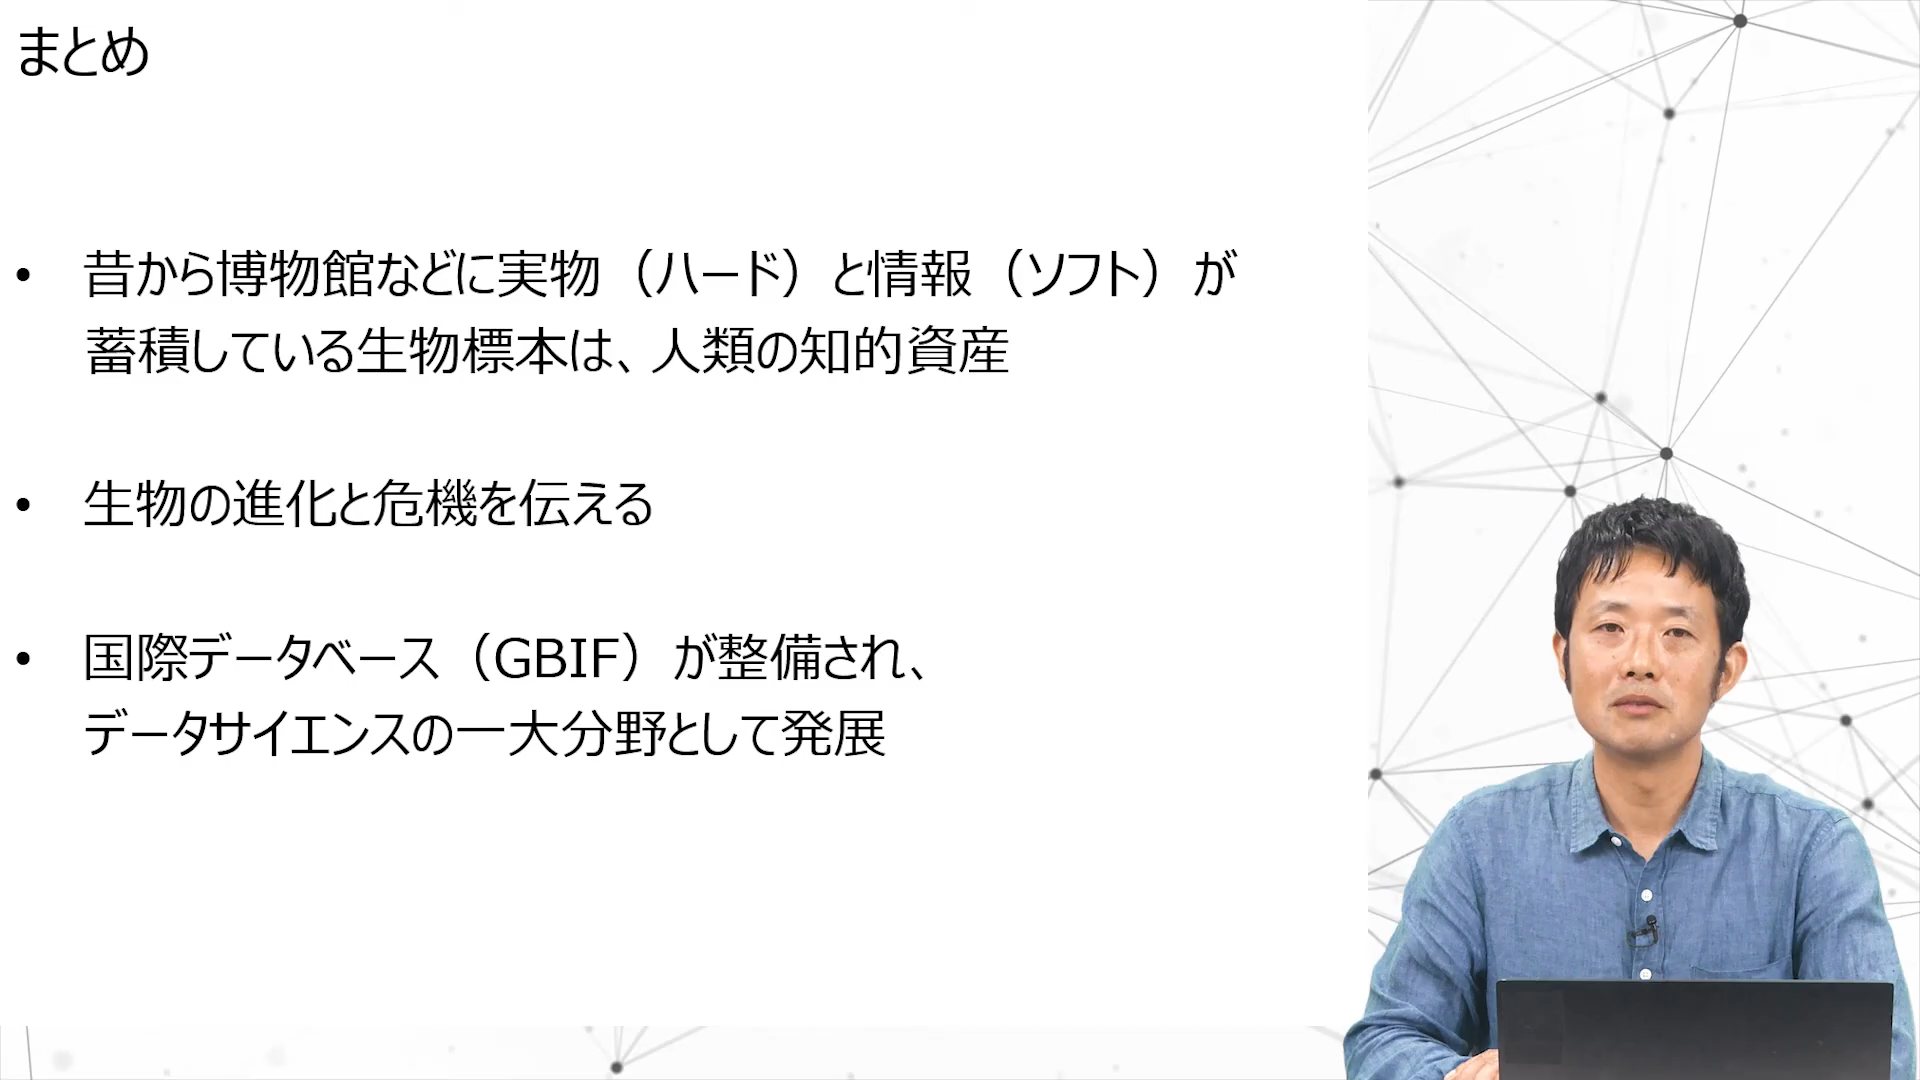 まとめ
• 昔から博物館などに実物（ハード）と情報（ソフト）が
蓄積している生物標本は、人類の知的資産
• 生物の進化と危機を伝える
• 国際データベース（GBIF）が整備され、
データサイエンスの一大分野として発展